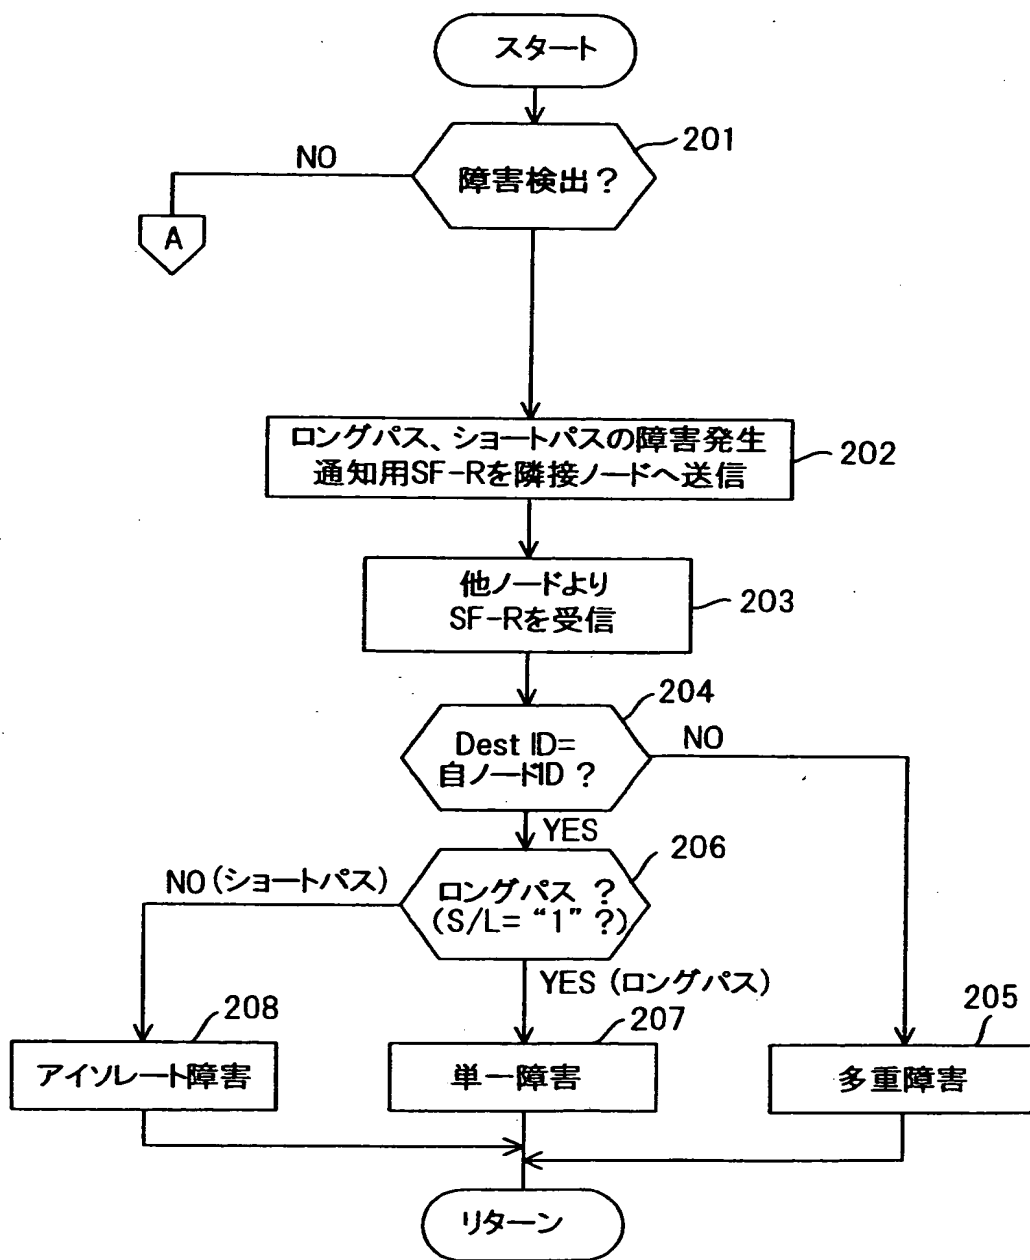 スタート
201
NO
障害検出?
A
ロングパス、ショートパスの障害発生
通知用SF-Rを隣接ノードへ送信
202
他ノードより
SF-Rを受信
203
204
Dest ID=
自ノードID ?
NO
YES
206
NO (ショートパス)
ロングパス ?
(S/L= “1” ?)
YES (ロングパス)
208
207
205
アイソレート障害
単一障害
多重障害
リターン